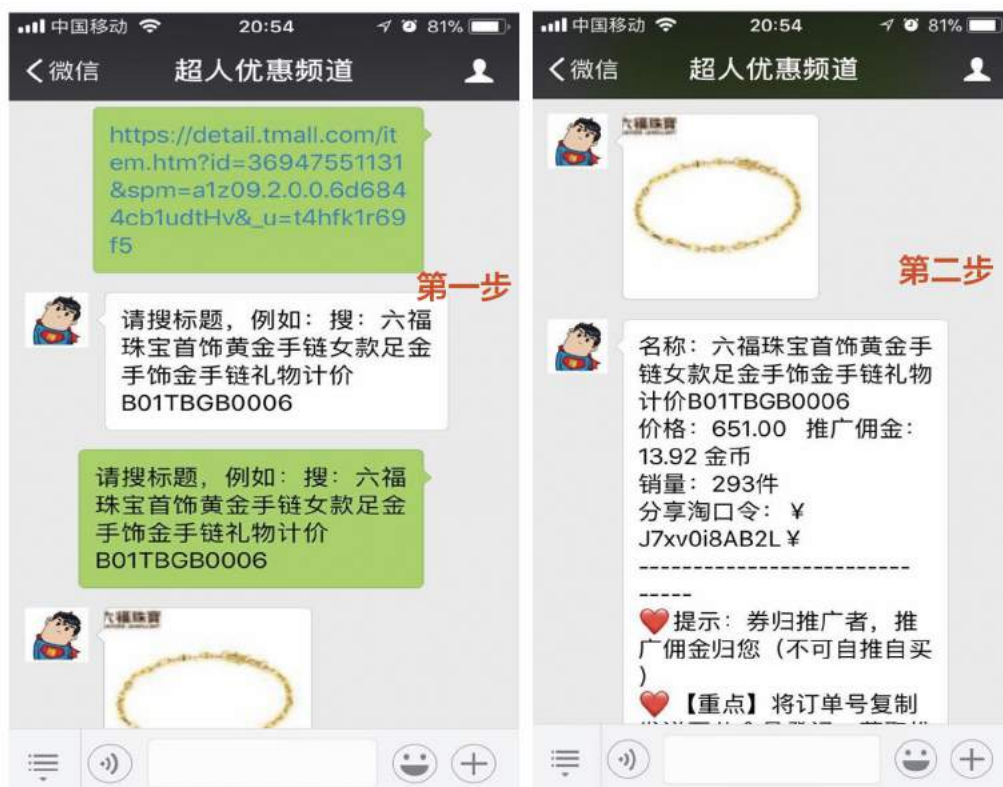 中国移动
20:54
81%
微信
超人优惠频道
https://detail.tmall.com/it
em.htm?id=36947551131
&spm=a1z09.2.0.0.6d684
4cb1udtHv&_u=t4hfk1r69
f5
第一步
请搜标题，例如：搜：六福
珠宝首饰黄金手链女款足金
手饰金手链礼物计价
B01TBGB0006
请搜标题，例如：搜：六福
珠宝首饰黄金手链女款足金
手饰金手链礼物计价
B01TBGB0006
六福珠寶
中国移动
20:54
81%
微信
超人优惠频道
六福珠寶
第二步
名称：六福珠宝首饰黄金手
链女款足金手饰金手链礼物
计价B01TBGB0006
价格：651.00 推广佣金：
13.92 金币
销量：293件
分享淘口令：￥
J7xv0i8AB2L￥
-------------------------
-----
❤️提示：券归推广者，推
广佣金归您（不可自推自买
）
❤️【重点】将订单号复制